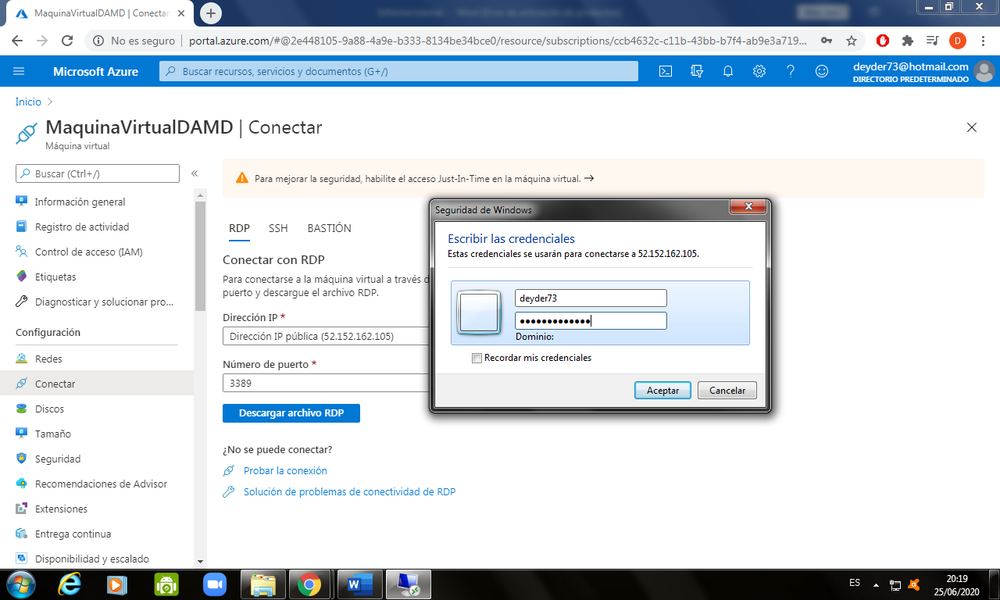 MaquinaVirtualDAMD | Conectar
No es seguro
portal.azure.com/#@2e448105-9a88-4a9e-b333-8134be34bce0/resource/subscriptions/ccb4632c-c11b-43bb-b7f4-ab9e3a719...
D
Microsoft Azure
Buscar recursos, servicios y documentos (G+/)
deyder73@hotmail.com
DIRECTORIO PREDETERMINADO
Inicio
MaquinaVirtualDAMD | Conectar
Máquina virtual
Buscar (Ctrl+/)
Información general
Registro de actividad
Control de acceso (IAM)
Etiquetas
Diagnosticar y solucionar pro...
Configuración
Redes
Conectar
Discos
Tamaño
Seguridad
Recomendaciones de Advisor
Extensiones
Entrega continua
Disponibilidad y escalado
Para mejorar la seguridad, habilite el acceso Just-In-Time en la máquina virtual. →
RDP SSH BASTIÓN
Conectar con RDP
Para conectarse a la máquina virtual a través d
puerto y descargue el archivo RDP.
Dirección IP *
Dirección IP pública (52.152.162.105)
Número de puerto *
3389
Descargar archivo RDP
¿No se puede conectar?
Probar la conexión
Solución de problemas de conectividad de RDP
Seguridad de Windows
Escribir las credenciales
Estas credenciales se usarán para conectarse a 52.152.162.105.
deyder73
●●●●●●●●●●●●●
Dominio:
Recordar mis credenciales
Aceptar
Cancelar
ES
20:19
25/06/2020